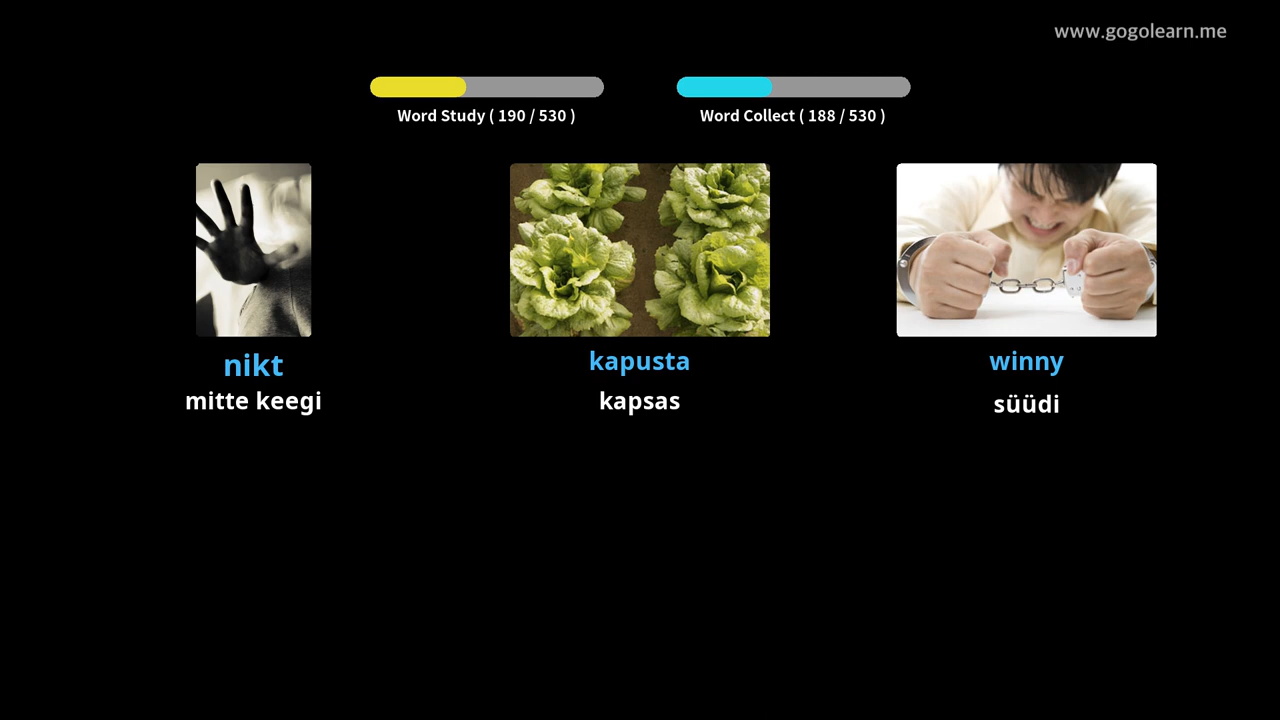 www.gogolearn.me
Word Study ( 190 / 530 )
Word Collect ( 188 / 530 )
nikt
mitte keegi
kapusta
kapsas
winny
süüdi